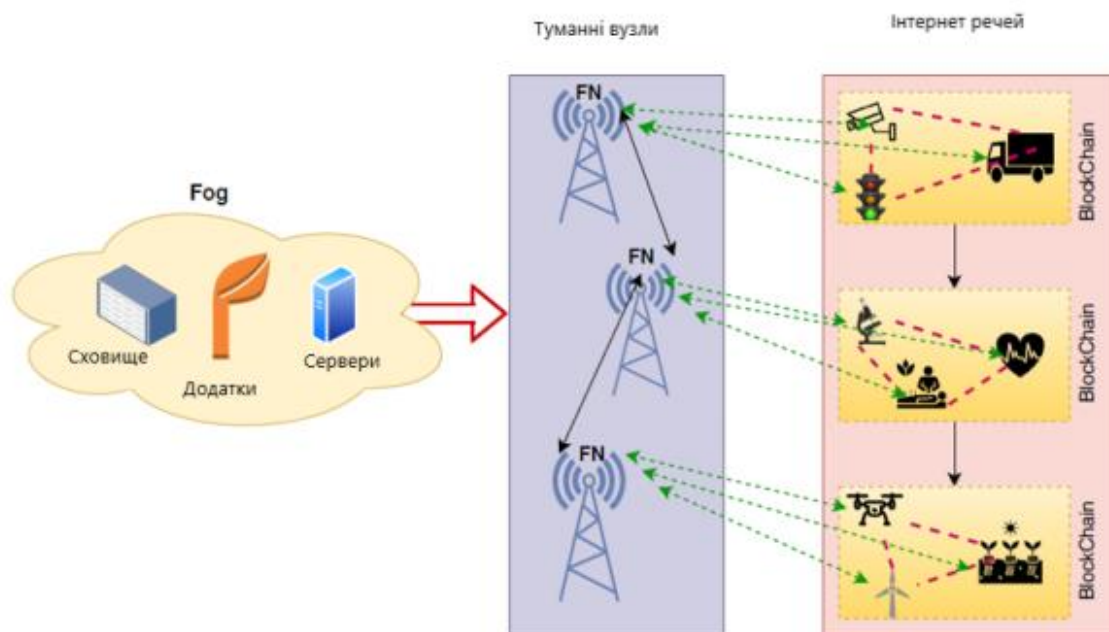 Туманні вузли
Інтернет речей
FN
BlockChain
Fog
FN
Сховище
Додатки
Сервери
BlockChain
FN
BlockChain